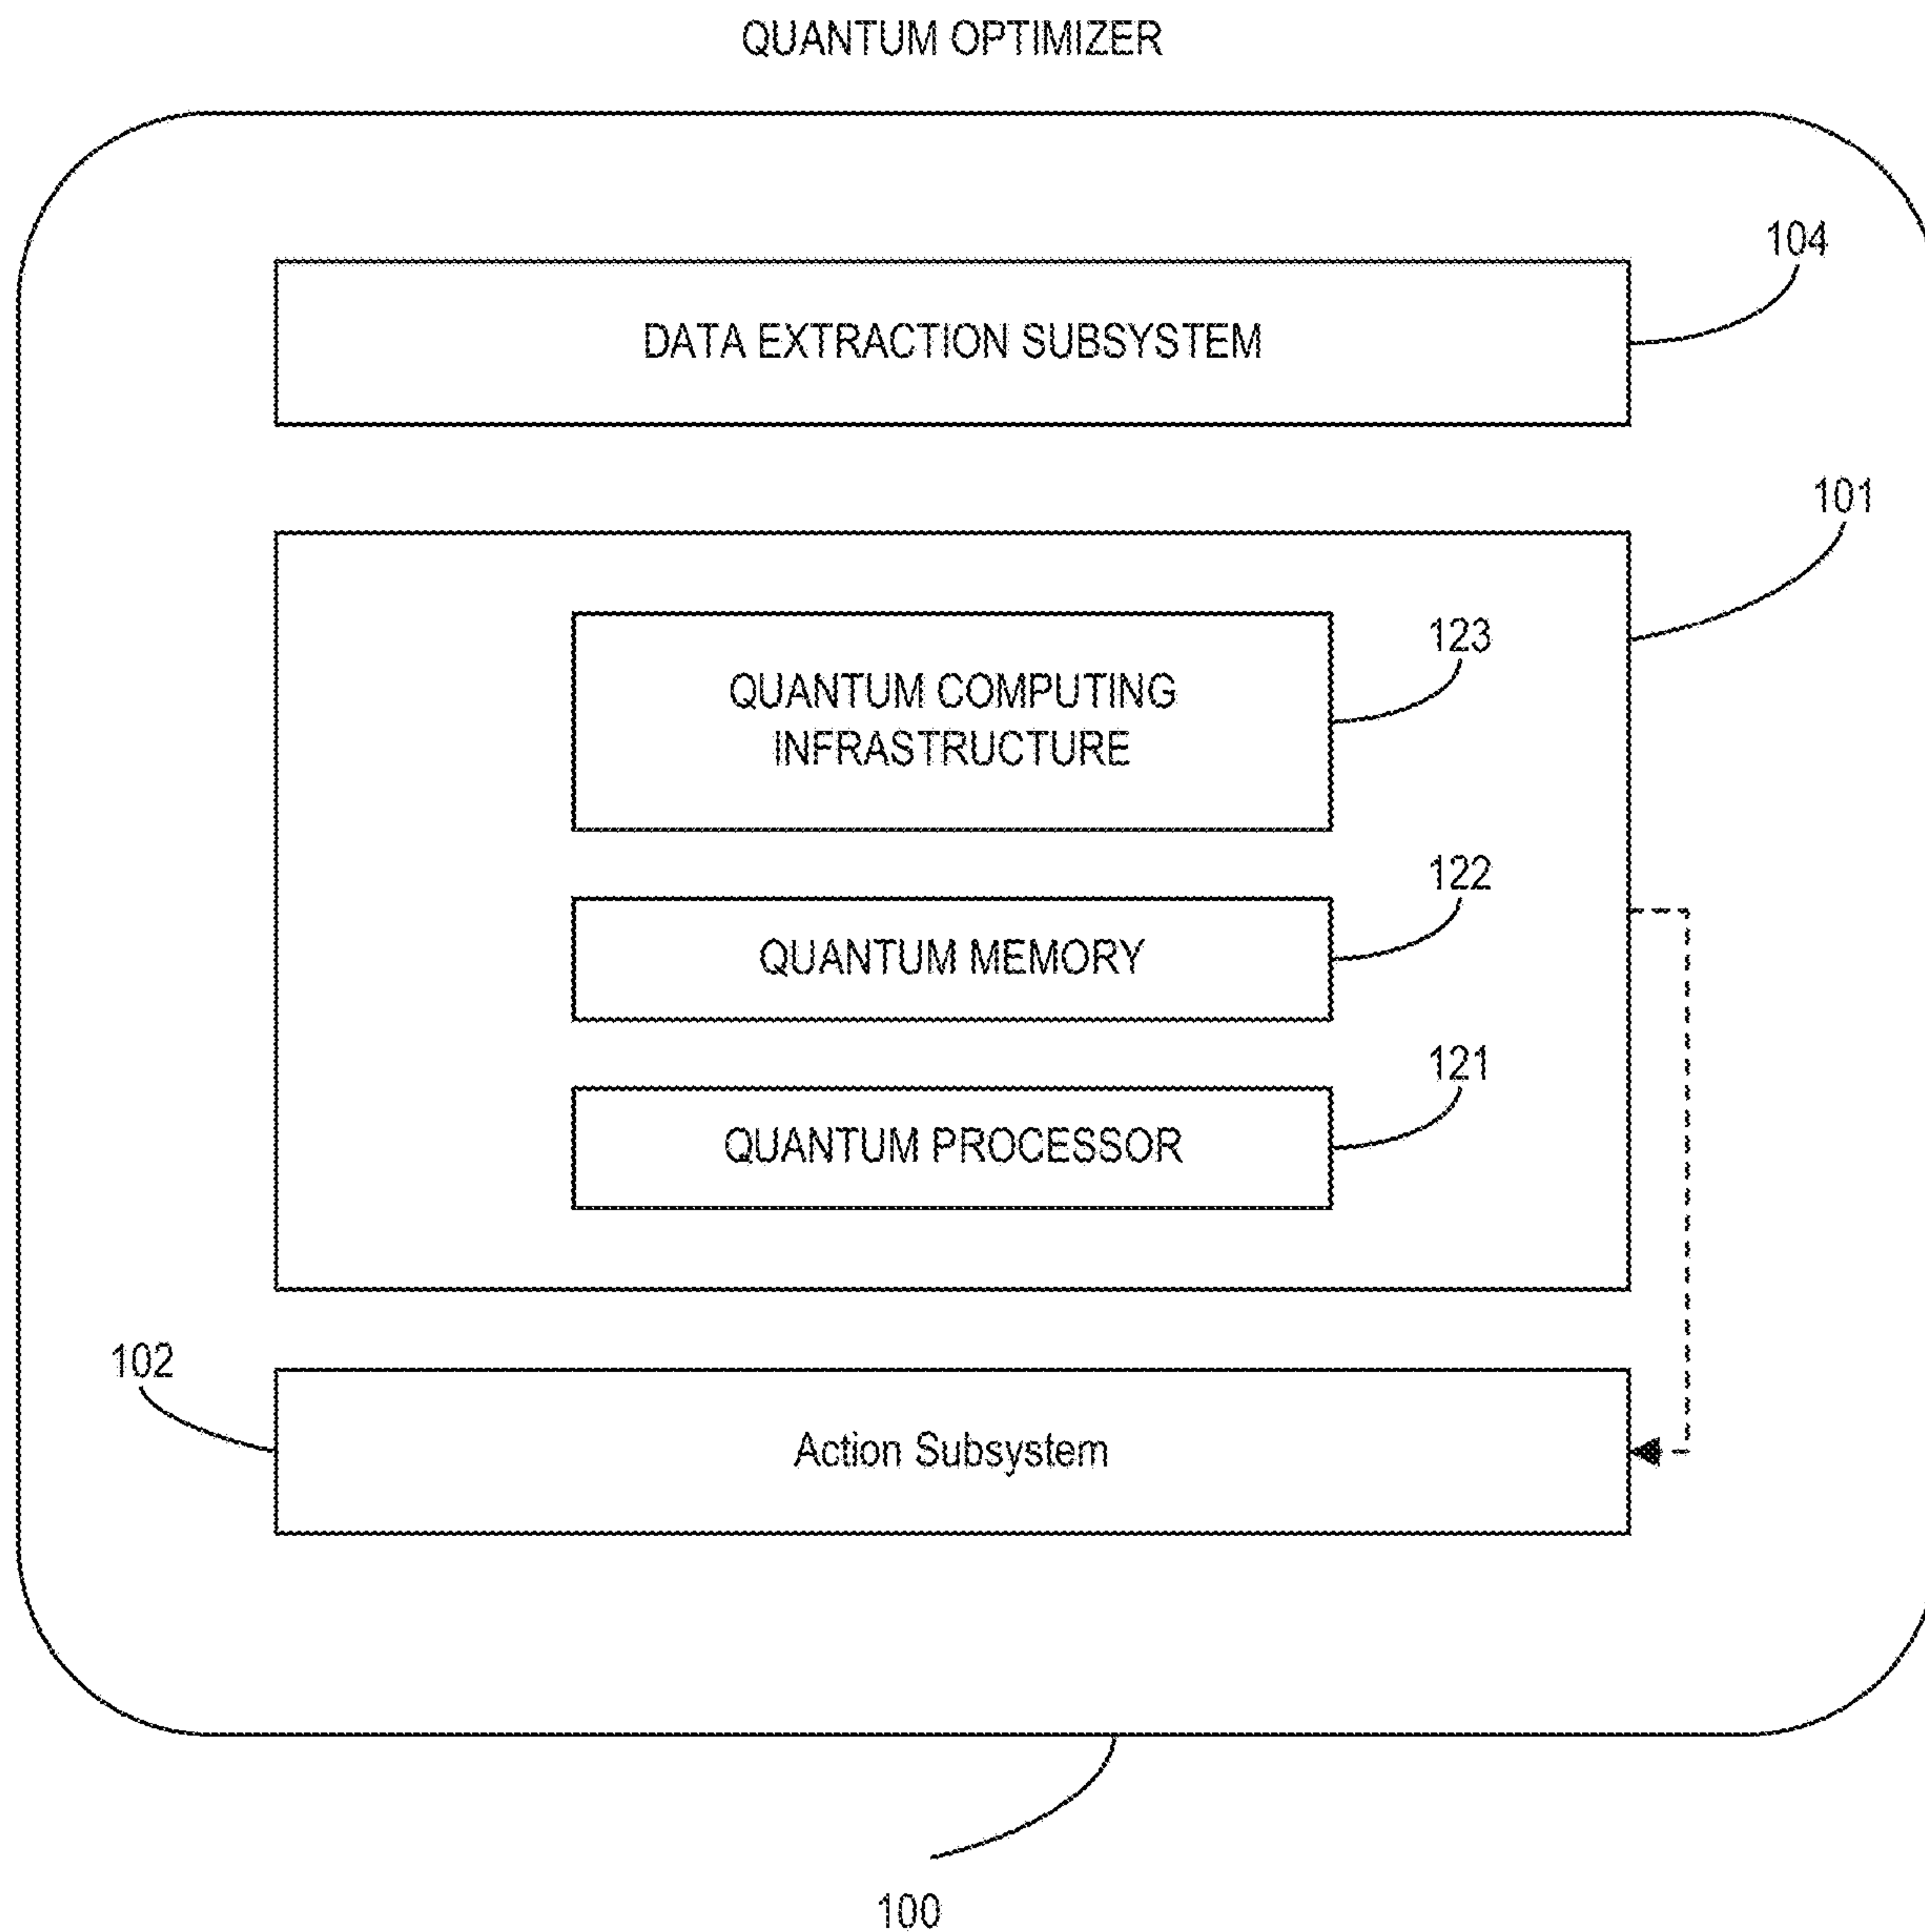 QUANTUM OPTIMIZER
104
DATA EXTRACTION SUBSYSTEM
101
123
QUANTUM COMPUTING
INFRASTRUCTURE
122
QUANTUM MEMORY
121
QUANTUM PROCESSOR
102
Action Subsystem
100